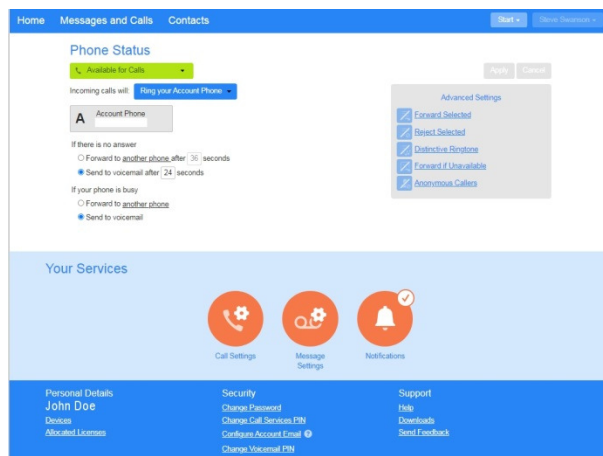 Home Messages and Calls Contacts Start Steve Swanson
Phone Status
Available for Calls
Apply Cancel
Incoming calls will: Ring your Account Phone
A Account Phone
Advanced Settings
Forward Selected
Reject Selected
Distinctive Ringtone
Forward if Unavailable
Anonymous Callers
If there is no answer
Forward to another phone after 36 seconds
Send to voicemail after 24 seconds
If your phone is busy
Forward to another phone
Send to voicemail
Your Services
Call Settings
Message
Settings
Notifications
Personal Details
John Doe
Devices
Allocated Licenses
Security
Change Password
Change Call Services PIN
Configure Account Email ?
Change Voicemail PIN
Support
Help
Downloads
Send Feedback